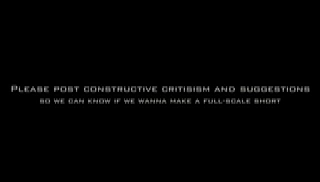 Please post constructive critisism and suggestions
so we can know if we wanna make a full-scale short